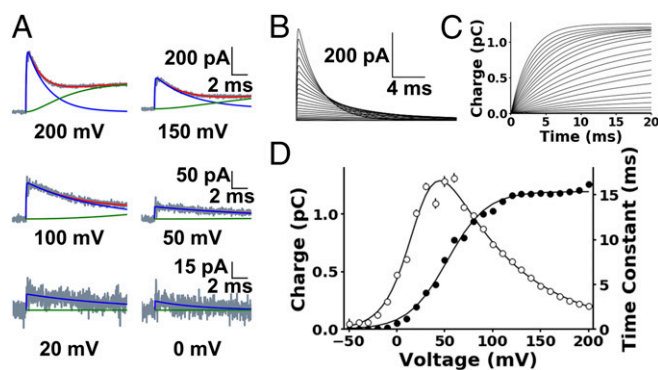 A
200 pA
2 ms
200 mV
150 mV
50 pA
2 ms
100 mV
50 mV
15 pA
2 ms
20 mV
0 mV
B
200 pA
4 ms
C
Charge (pC)
1.0
0.5
0
0 5 10 15 20
Time (ms)
D
Charge (pC)
1.0
0.5
0.0
-50 0 50 100 150 200
Voltage (mV)
15
10
5
0
Time Constant (ms)